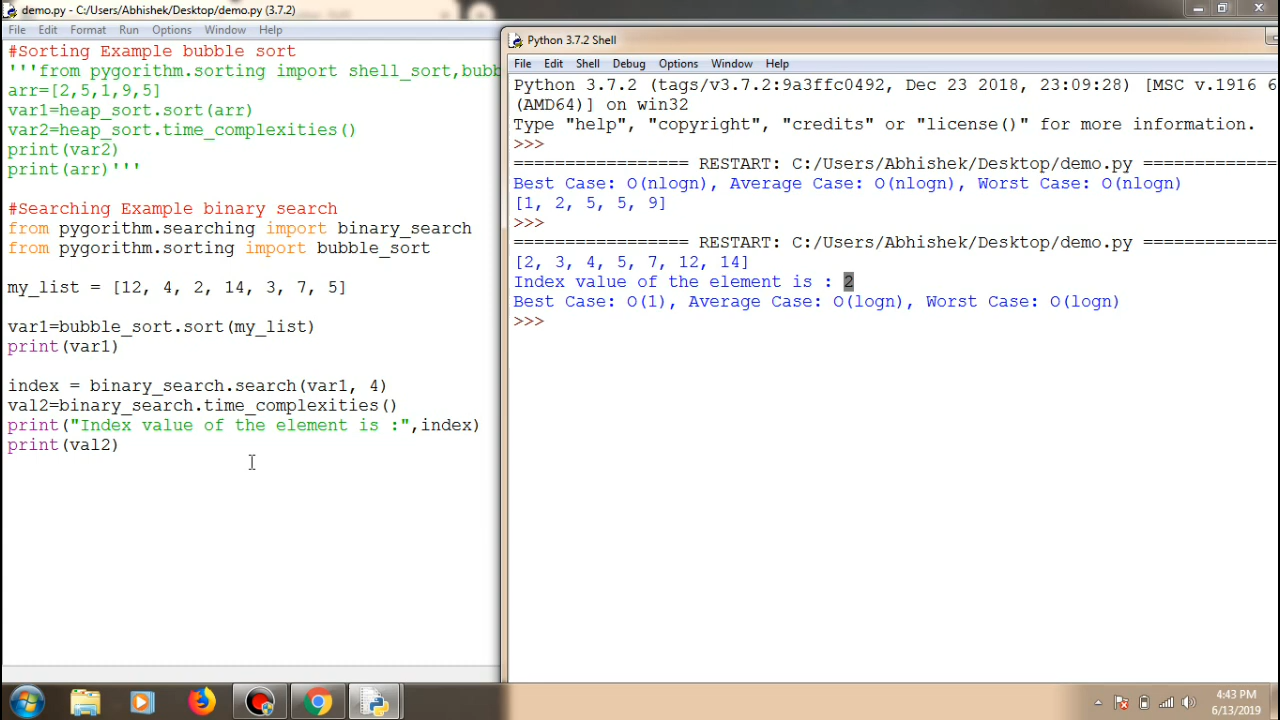 demo.py - C:/Users/Abhishek/Desktop/demo.py (3.7.2)
File Edit Format Run Options Window Help
#Sorting Example bubble sort
'''from pygorithm.sorting import shell_sort,bubb
arr=[2,5,1,9,5]
var1=heap_sort.sort(arr)
var2=heap_sort.time_complexities()
print(var2)
print(arr)'''
#Searching Example binary search
from pygorithm.searching import binary_search
from pygorithm.sorting import bubble_sort
my_list = [12, 4, 2, 14, 3, 7, 5]
var1=bubble_sort.sort(my_list)
print(var1)
index = binary_search.search(var1, 4)
val2=binary_search.time_complexities()
print("Index value of the element is :",index)
print(val2)
Python 3.7.2 Shell
File Edit Shell Debug Options Window Help
Python 3.7.2 (tags/v3.7.2:9a3ffc0492, Dec 23 2018, 23:09:28) [MSC v.1916 6
(AMD64)] on win32
Type "help", "copyright", "credits" or "license()" for more information.
>>>
================= RESTART: C:/Users/Abhishek/Desktop/demo.py =============
Best Case: O(nlogn), Average Case: O(nlogn), Worst Case: O(nlogn)
[1, 2, 5, 5, 9]
>>>
================= RESTART: C:/Users/Abhishek/Desktop/demo.py =============
[2, 3, 4, 5, 7, 12, 14]
Index value of the element is : 2
Best Case: O(1), Average Case: O(logn), Worst Case: O(logn)
>>>
4:43 PM
6/13/2019